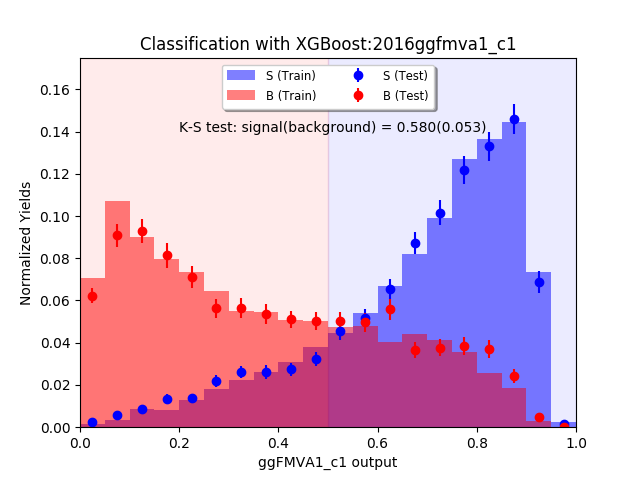 Classification with XGBoost:2016ggfmva1_c1
S (Train) S (Test)
B (Train) B (Test)
K-S test: signal(background) = 0.580(0.053)
Normalized Yields
0.16
0.14
0.12
0.10
0.08
0.06
0.04
0.02
0.00
0.0 0.2 0.4 0.6 0.8 1.0
ggFMVA1_c1 output